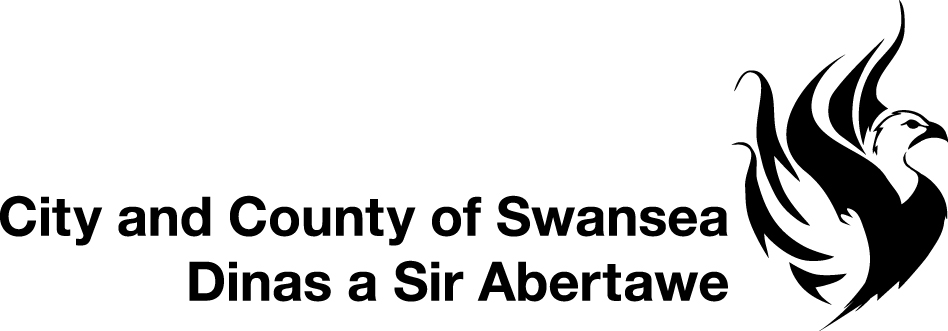 City and County of Swansea
Dinas a Sir Abertawe